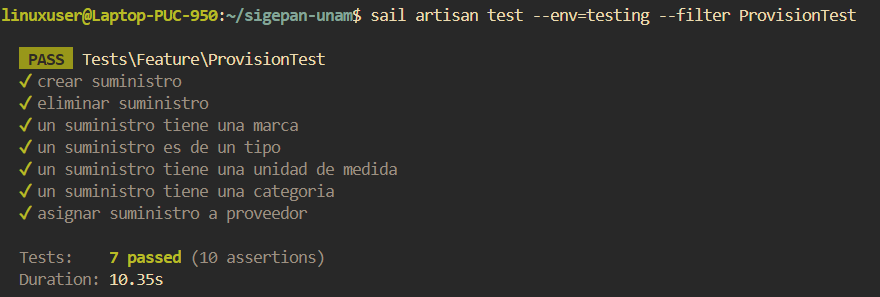 linuxuser@Laptop-PUC-950:~/sigepan-unam$ sail artisan test --env=testing --filter ProvisionTest
PASS Tests\Feature\ProvisionTest
✓ crear suministro
✓ eliminar suministro
✓ un suministro tiene una marca
✓ un suministro es de un tipo
✓ un suministro tiene una unidad de medida
✓ un suministro tiene una categoria
✓ asignar suministro a proveedor
Tests: 7 passed (10 assertions)
Duration: 10.35s